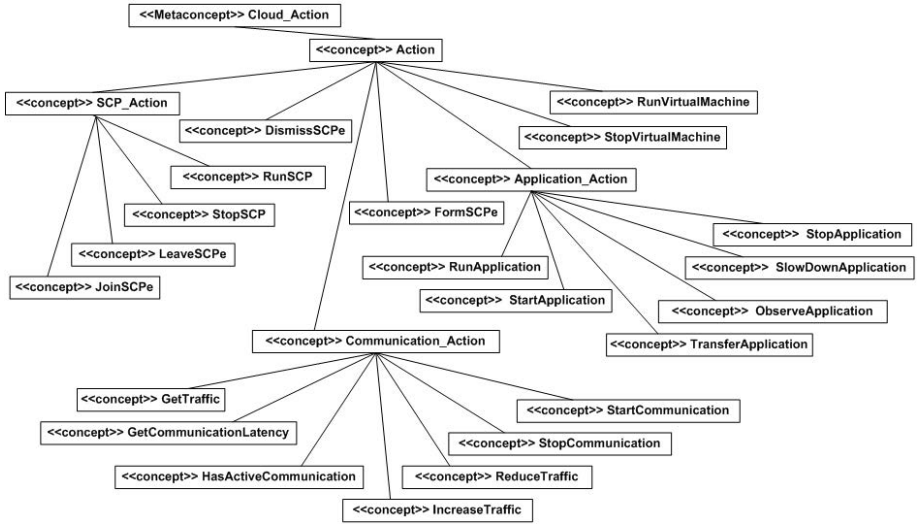 <<Metaconcept>> Cloud_Action
<<concept>> Action
<<concept>> SCP_Action
<<concept>> RunVirtualMachine
<<concept>> DismissSCPe
<<concept>> StopVirtualMachine
<<concept>> RunSCP
<<concept>> Application_Action
<<concept>> StopSCP
<<concept>> FormSCPe
<<concept>> StopApplication
<<concept>> LeaveSCPe
<<concept>> RunApplication
<<concept>> SlowDownApplication
<<concept>> JoinSCPe
<<concept>> StartApplication
<<concept>> ObserveApplication
<<concept>> Communication_Action
<<concept>> TransferApplication
<<concept>> GetTraffic
<<concept>> StartCommunication
<<concept>> GetCommunicationLatency
<<concept>> StopCommunication
<<concept>> HasActiveCommunication
<<concept>> ReduceTraffic
<<concept>> IncreaseTraffic